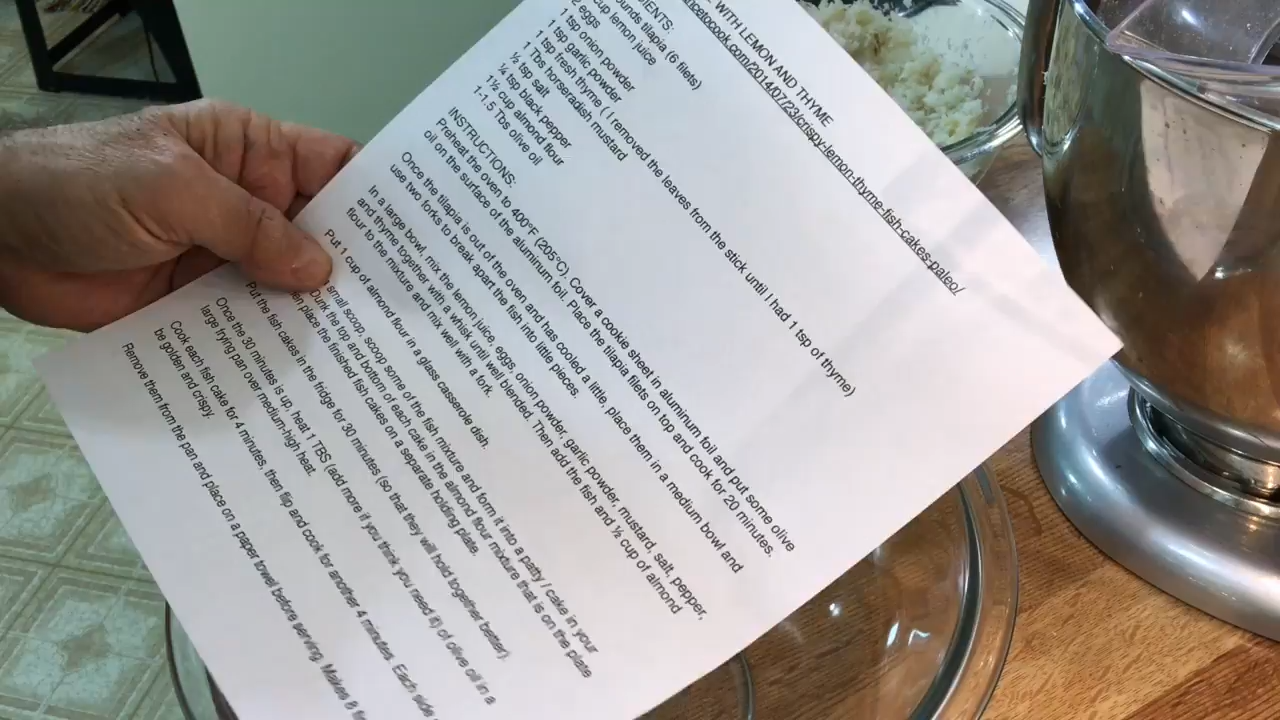 WITH LEMON AND THYME
cetocook.com/2014/07/23/crispy-lemon-thyme-fish-cakes-paleo/
tilapia (6 filets)
cup lemon juice
eggs
1 tsp onion powder
1 tsp garlic powder
1 tsp fresh thyme ( I removed the leaves from the stick until I had 1 tsp of thyme)
1 Tbs horseradish mustard
½ tsp salt
¼ tsp black pepper
1½ cup almond flour
1-1.5 Tbs olive oil
INSTRUCTIONS:
Preheat the oven to 400°F (205°C). Cover a cookie sheet in aluminum foil and put some olive
oil on the surface of the aluminum foil. Place the tilapia filets on top and cook for 20 minutes.
Once the tilapia is out of the oven and has cooled a little, place them in a medium bowl and
use two forks to break apart the fish into little pieces.
In a large bowl, mix the lemon juice, eggs, onion powder, garlic powder, mustard, salt, pepper,
and thyme together with a whisk until well blended. Then add the fish and ½ cup of almond
flour to the mixture and mix well with a fork.
Put 1 cup of almond flour in a glass casserole dish.
small scoop, scoop some of the fish mixture and form it into a patty / cake in your
Dunk the top and bottom of each cake in the almond flour mixture that is on the plate
place the finished fish cakes on a separate holding plate.
Put the fish cakes in the fridge for 30 minutes (so that they will hold together better).
Once the 30 minutes is up, heat 1 TBS (add more if you think you need it) of olive oil in a
large frying pan over medium-high heat.
Cook each fish cake for 4 minutes, then flip and cook for another 4 minutes. Each side
be golden and crispy.
Remove them from the pan and place on a paper towel before serving. Makes 8